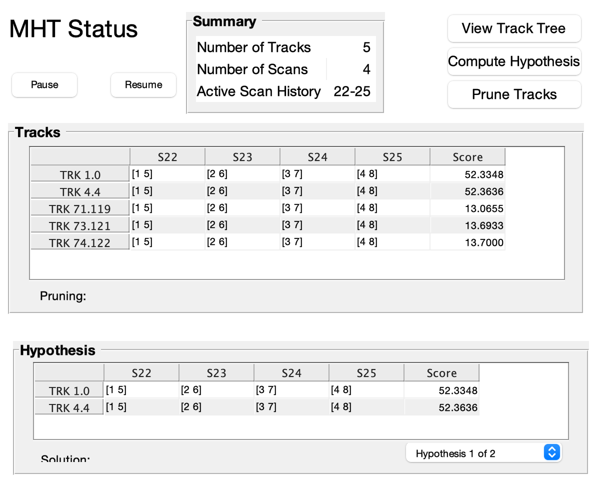 MHT Status
Pause
Resume
Summary
Number of Tracks 5
Number of Scans 4
Active Scan History 22-25
View Track Tree
Compute Hypothesis
Prune Tracks
Tracks
S22 S23 S24 S25 Score
TRK 1.0 [1 5] [2 6] [3 7] [4 8] 52.3348
TRK 4.4 [1 5] [2 6] [3 7] [4 8] 52.3636
TRK 71.119 [1 5] [2 6] [3 7] [4 8] 13.0655
TRK 73.121 [1 5] [2 6] [3 7] [4 8] 13.6933
TRK 74.122 [1 5] [2 6] [3 7] [4 8] 13.7000
Pruning:
Hypothesis
S22 S23 S24 S25 Score
TRK 1.0 [1 5] [2 6] [3 7] [4 8] 52.3348
TRK 4.4 [1 5] [2 6] [3 7] [4 8] 52.3636
Solution:
Hypothesis 1 of 2